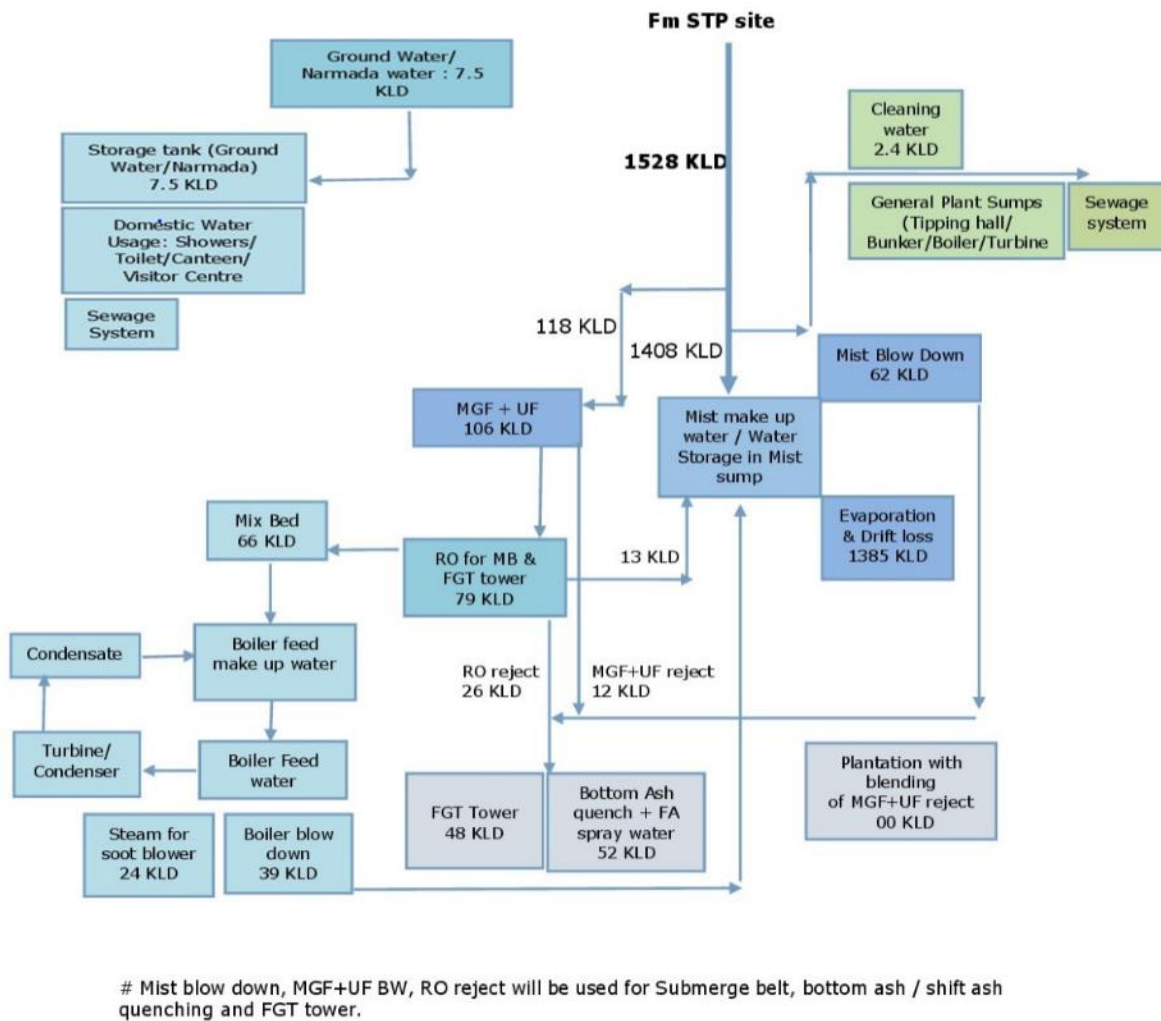 Fm STP site
Ground Water/
Narmada water : 7.5
KLD
Storage tank (Ground
Water/Narmada)
7.5 KLD
Domestic Water
Usage: Showers/
Toilet/Canteen/
Visitor Centre
Sewage
System
1528 KLD
Cleaning
water
2.4 KLD
General Plant Sumps
(Tipping hall/
Bunker/Boiler/Turbine
Sewage
system
118 KLD
1408 KLD
Mist Blow Down
62 KLD
MGF + UF
106 KLD
Mist make up
water / Water
Storage in Mist
sump
Evaporation
& Drift loss
1385 KLD
Mix Bed
66 KLD
RO for MB &
FGT tower
79 KLD
13 KLD
Condensate
Boiler feed
make up water
RO reject
26 KLD
MGF+UF reject
12 KLD
Turbine/
Condenser
Boiler Feed
water
Plantation with
blending
of MGF+UF reject
00 KLD
Steam for
soot blower
24 KLD
Boiler blow
down
39 KLD
FGT Tower
48 KLD
Bottom Ash
quench + FA
spray water
52 KLD
# Mist blow down, MGF+UF BW, RO reject will be used for Submerge belt, bottom ash / shift ash
quenching and FGT tower.